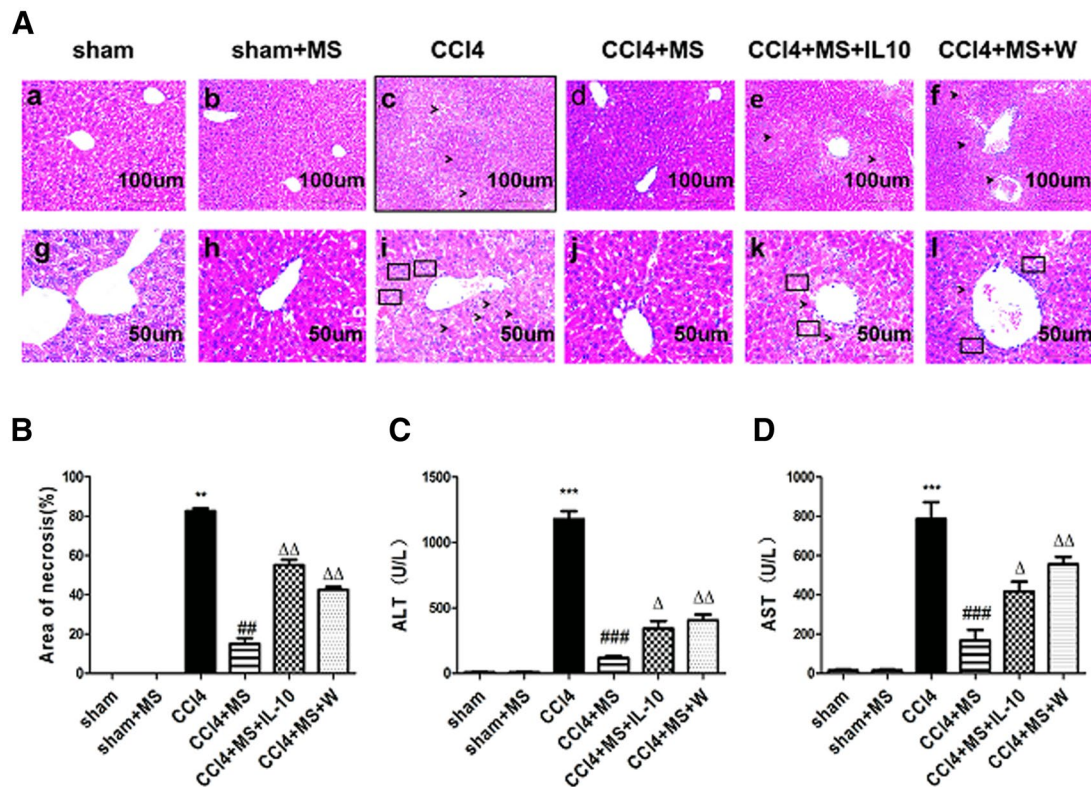 A
sham sham+MS CCl4 CCl4+MS CCl4+MS+IL10 CCl4+MS+W
a b c d e f
100um 100um 100um 100um 100um 100um
g h i j k l
50um 50um 50um 50um 50um 50um
B
Area of necrosis(%)
100
80
60
40
20
0
**
##
ΔΔ
ΔΔ
sham
sham+MS
CCl4
CCl4+MS
CCl4+MS+IL-10
CCl4+MS+W
C
ALT (U/L)
1500
1000
500
0
***
###
Δ
ΔΔ
sham
sham+MS
CCl4
CCl4+MS
CCl4+MS+IL-10
CCl4+MS+W
D
AST (U/L)
1000
800
600
400
200
0
***
###
Δ
ΔΔ
sham
sham+MS
CCl4
CCl4+MS
CCl4+MS+IL-10
CCl4+MS+W